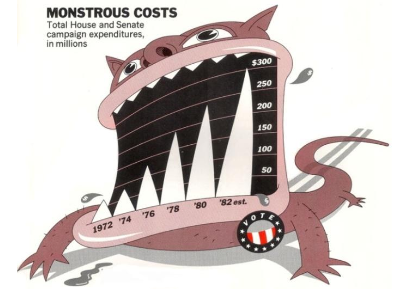 MONSTROUS COSTS
Total House and Senate
campaign expenditures,
in millions
$300
250
200
150
100
50
1972 '74 '76 '78 '80 '82 est.
VOTE